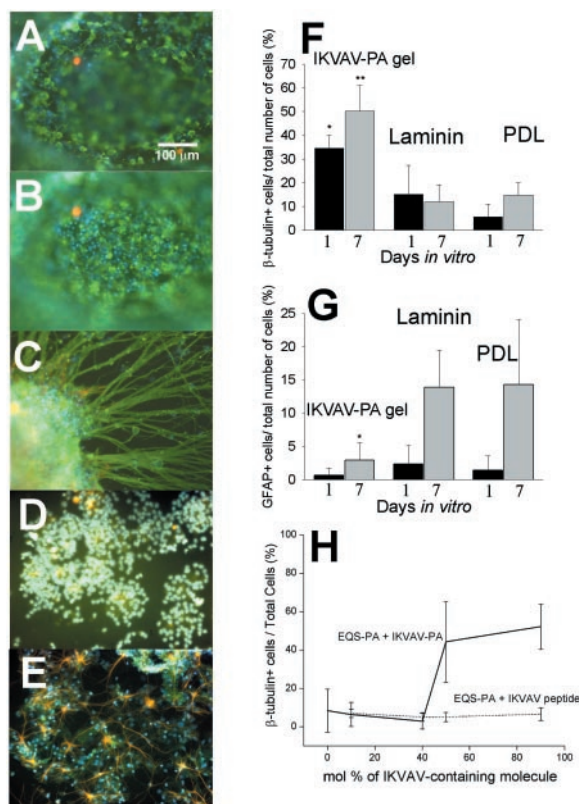 A
100 µm
B
C
D
E
F
β-tubulin+ cells/ total number of cells (%)
70
60
50
40
30
20
10
0
IKVAV-PA gel
*
**
Laminin
PDL
1 7 1 7 1 7
Days in vitro
G
GFAP+ cells/ total number of cells (%)
25
20
15
10
5
0
Laminin
PDL
IKVAV-PA gel
*
1 7 1 7 1 7
Days in vitro
H
β-tubulin+ cells / Total Cells (%)
100
80
60
40
20
0
EQS-PA + IKVAV-PA
EQS-PA + IKVAV peptide
0 20 40 60 80 100
mol % of IKVAV-containing molecule